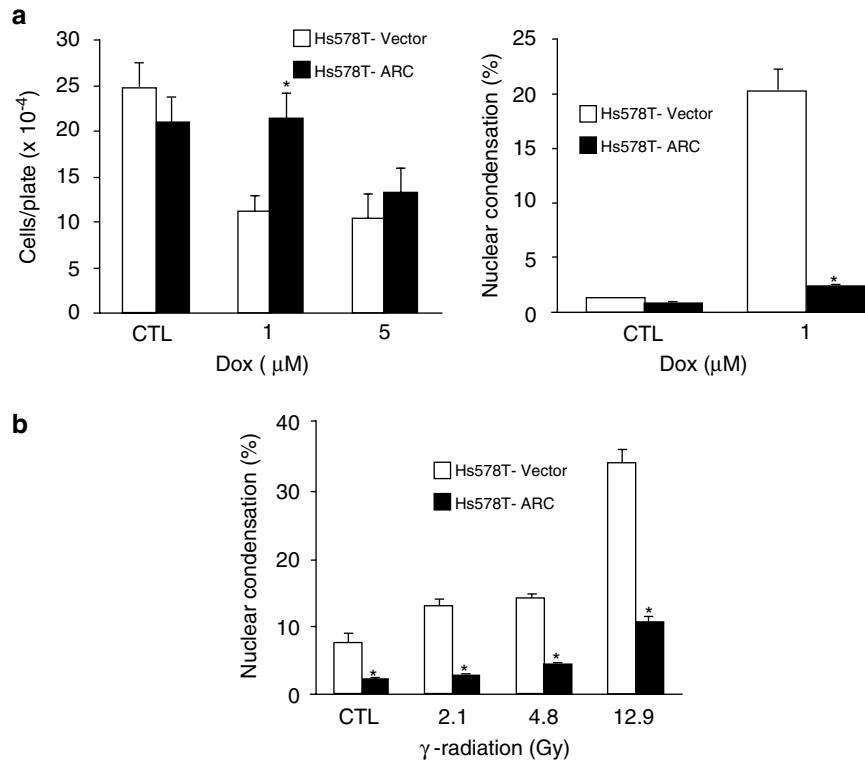 a
30
25
20
15
10
5
0
Cells/plate (x 10-4)
Hs578T- Vector
Hs578T- ARC
*
CTL 1 5
Dox ( μM)
25
20
15
10
5
0
Nuclear condensation (%)
Hs578T- Vector
Hs578T- ARC
*
CTL 1
Dox (μM)
b
40
30
20
10
0
Nuclear condensation (%)
Hs578T- Vector
Hs578T- ARC
* * * *
CTL 2.1 4.8 12.9
γ-radiation (Gy)